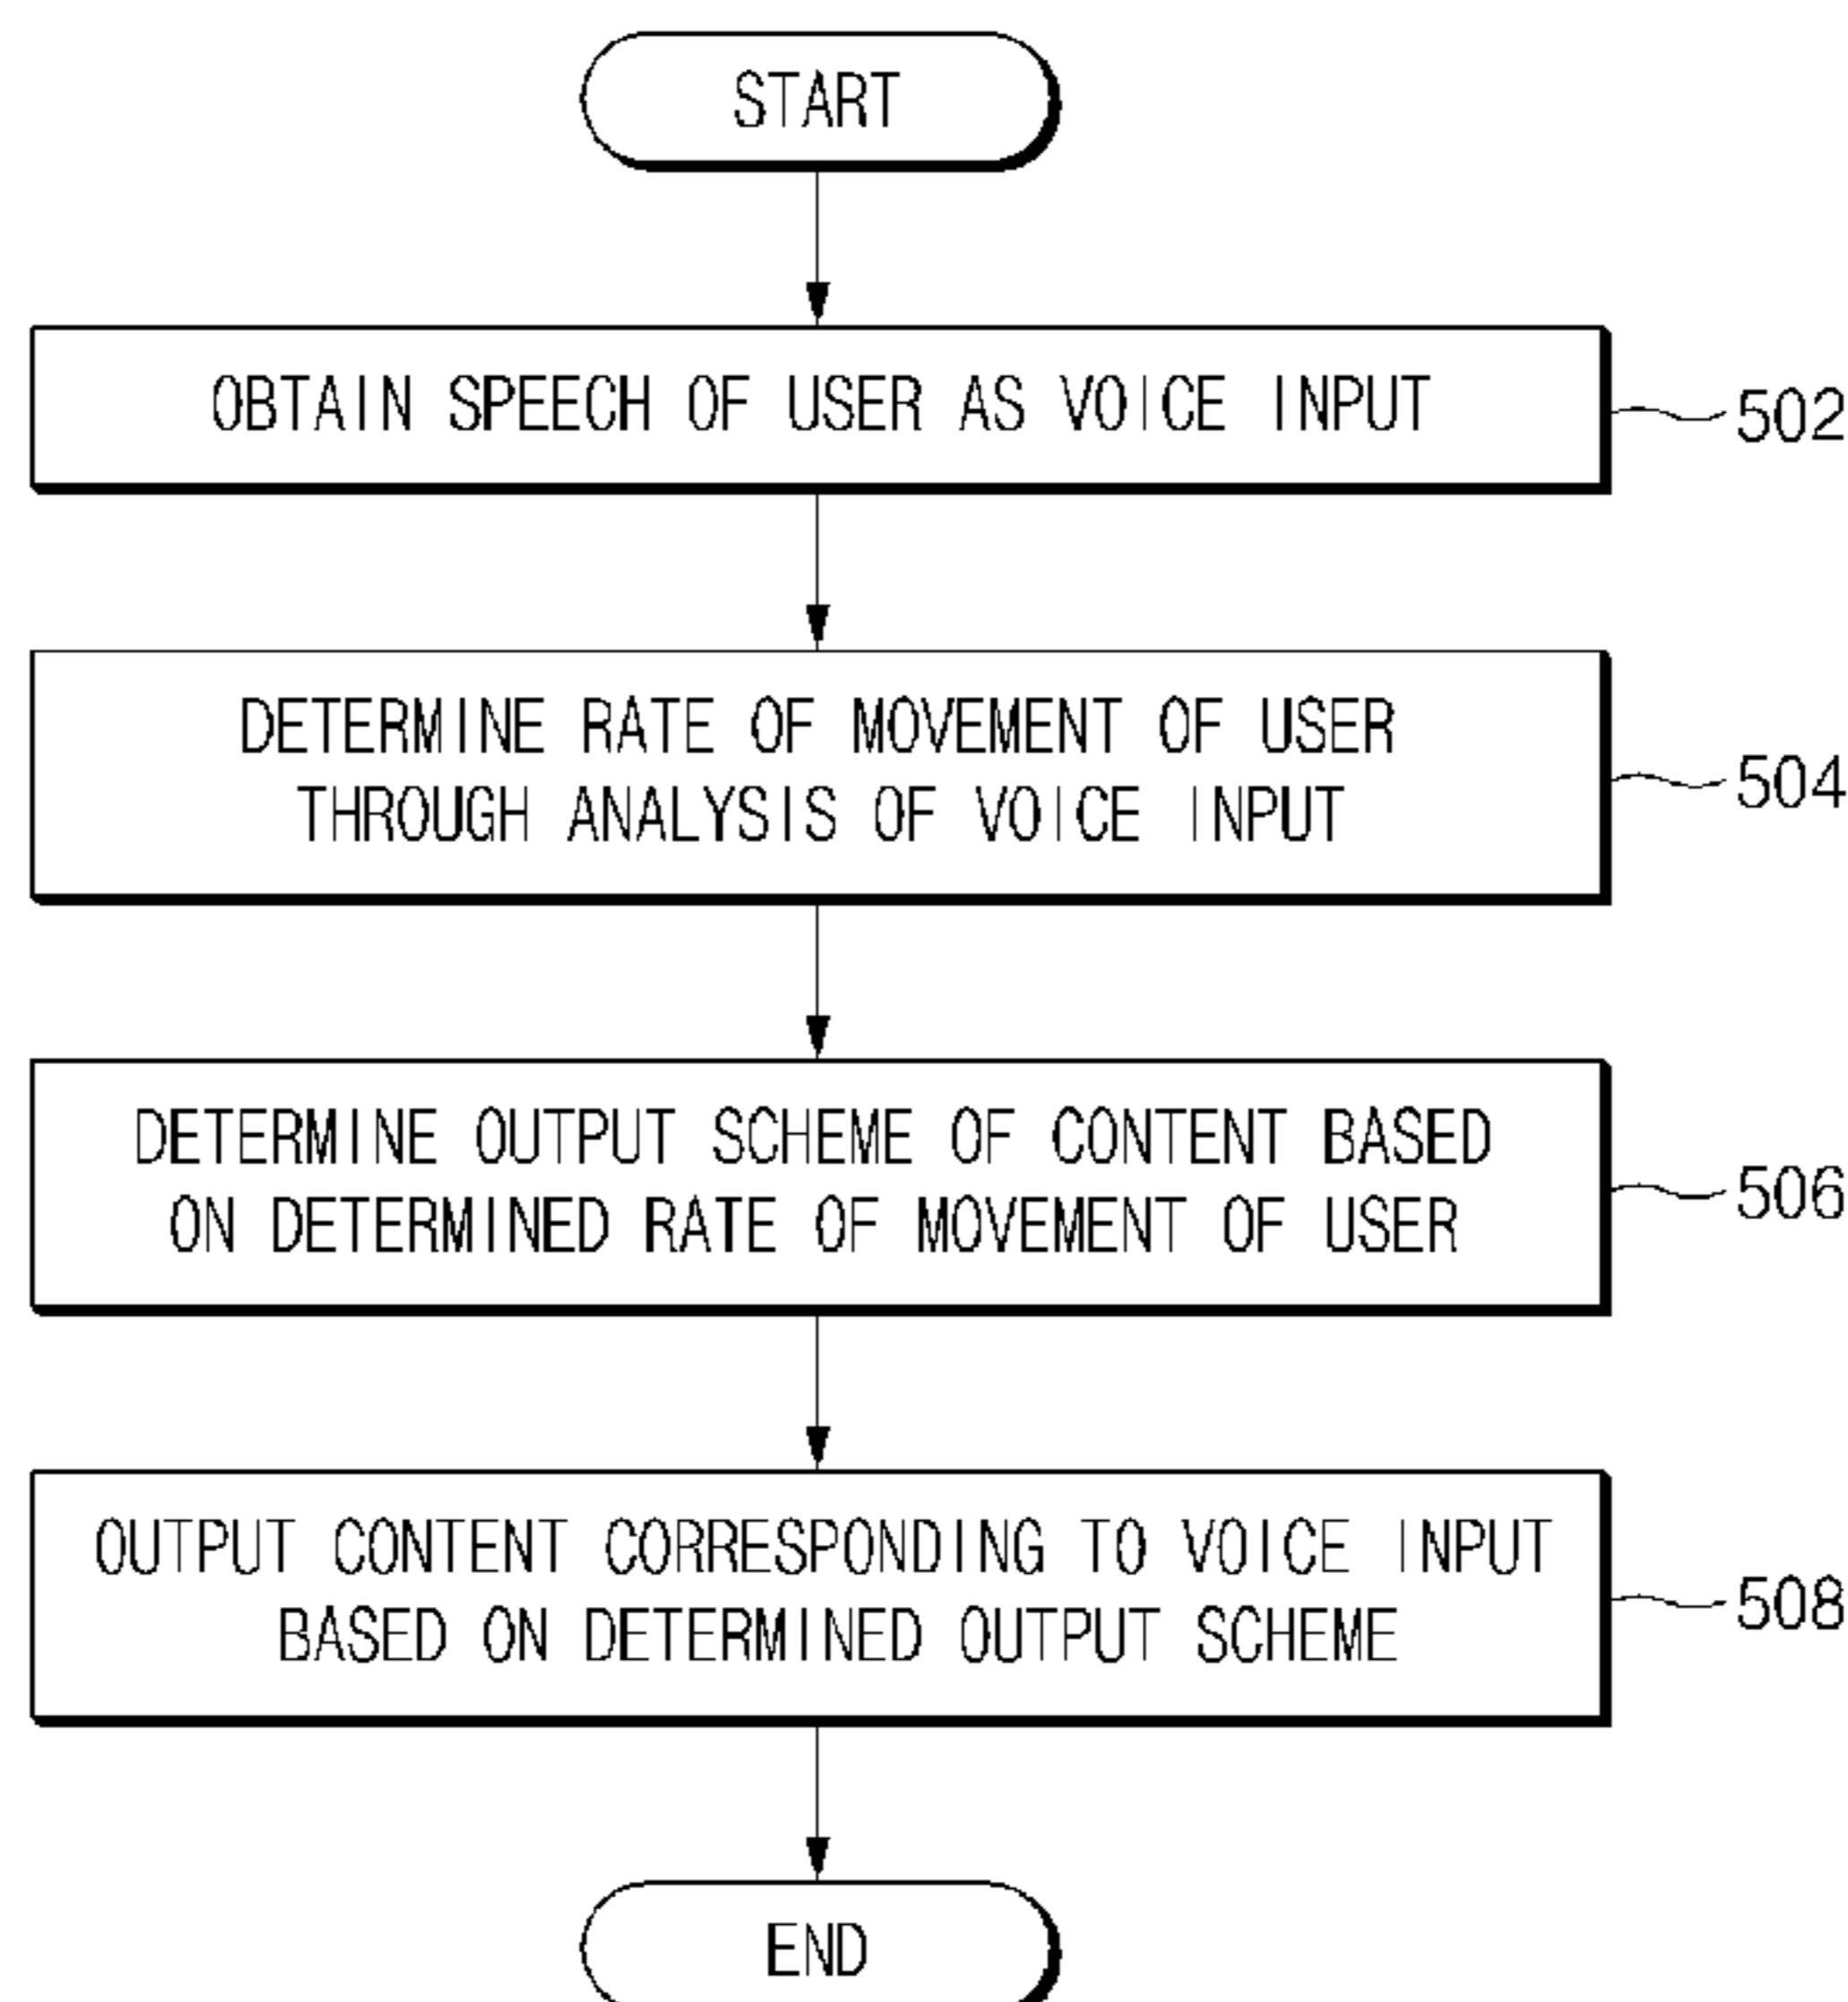 START
OBTAIN SPEECH OF USER AS VOICE INPUT
502
DETERMINE RATE OF MOVEMENT OF USER
THROUGH ANALYSIS OF VOICE INPUT
504
DETERMINE OUTPUT SCHEME OF CONTENT BASED
ON DETERMINED RATE OF MOVEMENT OF USER
506
OUTPUT CONTENT CORRESPONDING TO VOICE INPUT
BASED ON DETERMINED OUTPUT SCHEME
508
END